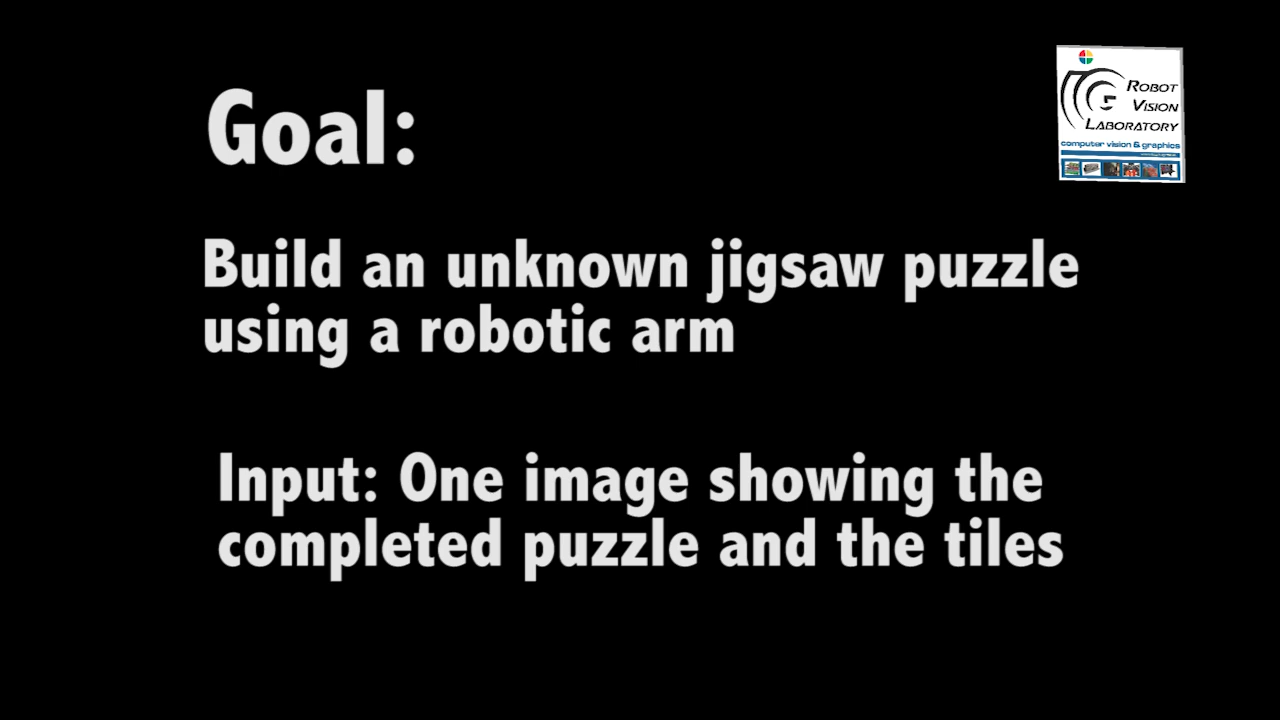 Goal:
Build an unknown jigsaw puzzle
using a robotic arm
Input: One image showing the
completed puzzle and the tiles
ROBOT
VISION
LABORATORY
computer vision & graphics